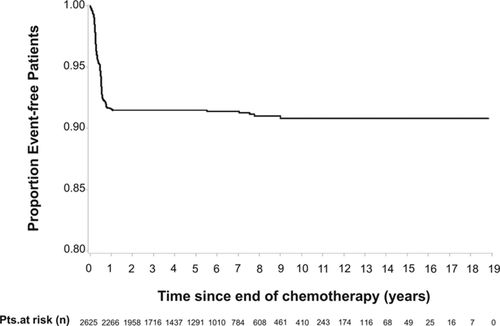 1.00
0.95
0.90
0.85
0.80
Proportion Event-free Patients
0 1 2 3 4 5 6 7 8 9 10 11 12 13 14 15 16 17 18 19
Time since end of chemotherapy (years)
Pts.at risk (n) 2625 2266 1958 1716 1437 1291 1010 784 608 461 410 243 174 116 68 49 25 16 7 0